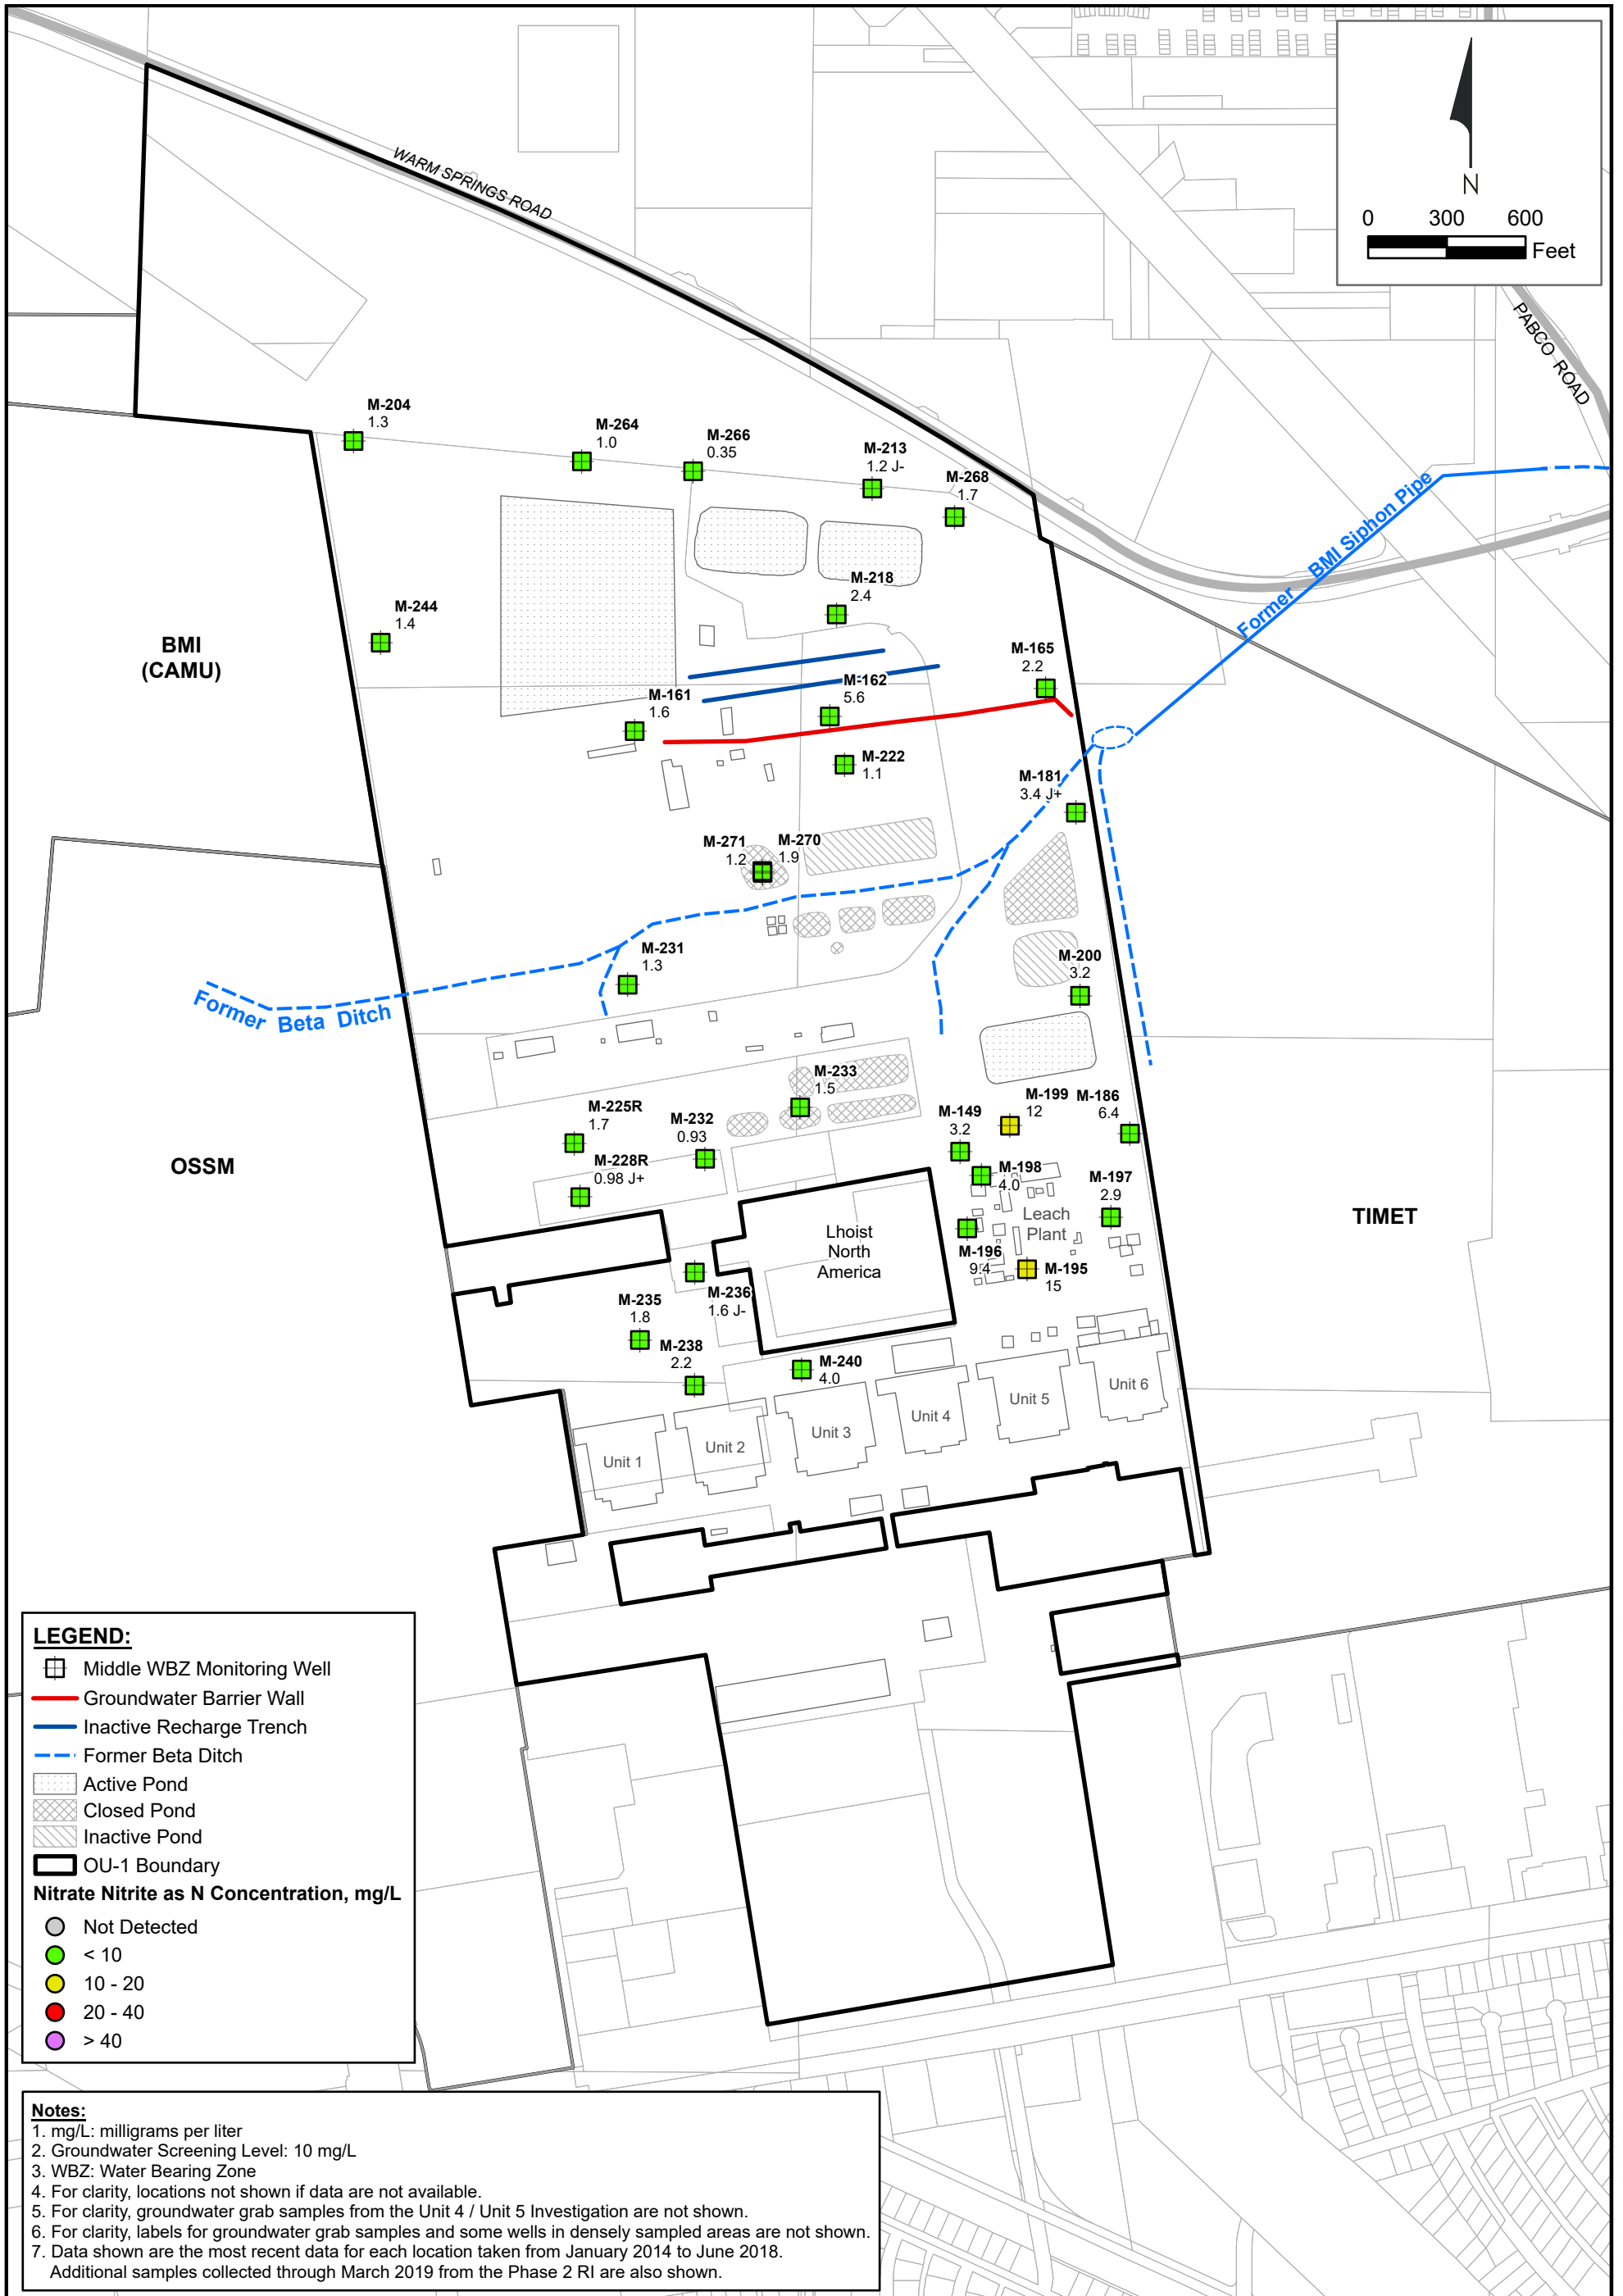 WARM SPRINGS ROAD
N
0 300 600
Feet
PABCO ROAD
M-204
1.3
M-264
1.0
M-266
0.35
M-213
1.2 J-
M-268
1.7
Former BMI Siphon Pipe
M-218
2.4
M-244
1.4
BMI
(CAMU)
M-165
2.2
M-161
1.6
M-162
5.6
M-222
1.1
M-181
3.4 J+
M-271
1.2
M-270
1.9
M-231
1.3
M-200
3.2
Former Beta Ditch
M-233
1.5
M-225R
1.7
M-232
0.93
M-149
3.2
M-199
12
M-186
6.4
OSSM
M-228R
0.98 J+
M-198
4.0
M-197
2.9
Leach
Plant
TIMET
Lhoist
North
America
M-196
9.4
M-195
15
M-236
1.6 J-
M-235
1.8
M-238
2.2
M-240
4.0
Unit 1
Unit 2
Unit 3
Unit 4
Unit 5
Unit 6
LEGEND:
Middle WBZ Monitoring Well
Groundwater Barrier Wall
Inactive Recharge Trench
Former Beta Ditch
Active Pond
Closed Pond
Inactive Pond
OU-1 Boundary
Nitrate Nitrite as N Concentration, mg/L
Not Detected
< 10
10 - 20
20 - 40
> 40
Notes:
1. mg/L: milligrams per liter
2. Groundwater Screening Level: 10 mg/L
3. WBZ: Water Bearing Zone
4. For clarity, locations not shown if data are not available.
5. For clarity, groundwater grab samples from the Unit 4 / Unit 5 Investigation are not shown.
6. For clarity, labels for groundwater grab samples and some wells in densely sampled areas are not shown.
7. Data shown are the most recent data for each location taken from January 2014 to June 2018.
Additional samples collected through March 2019 from the Phase 2 RI are also shown.